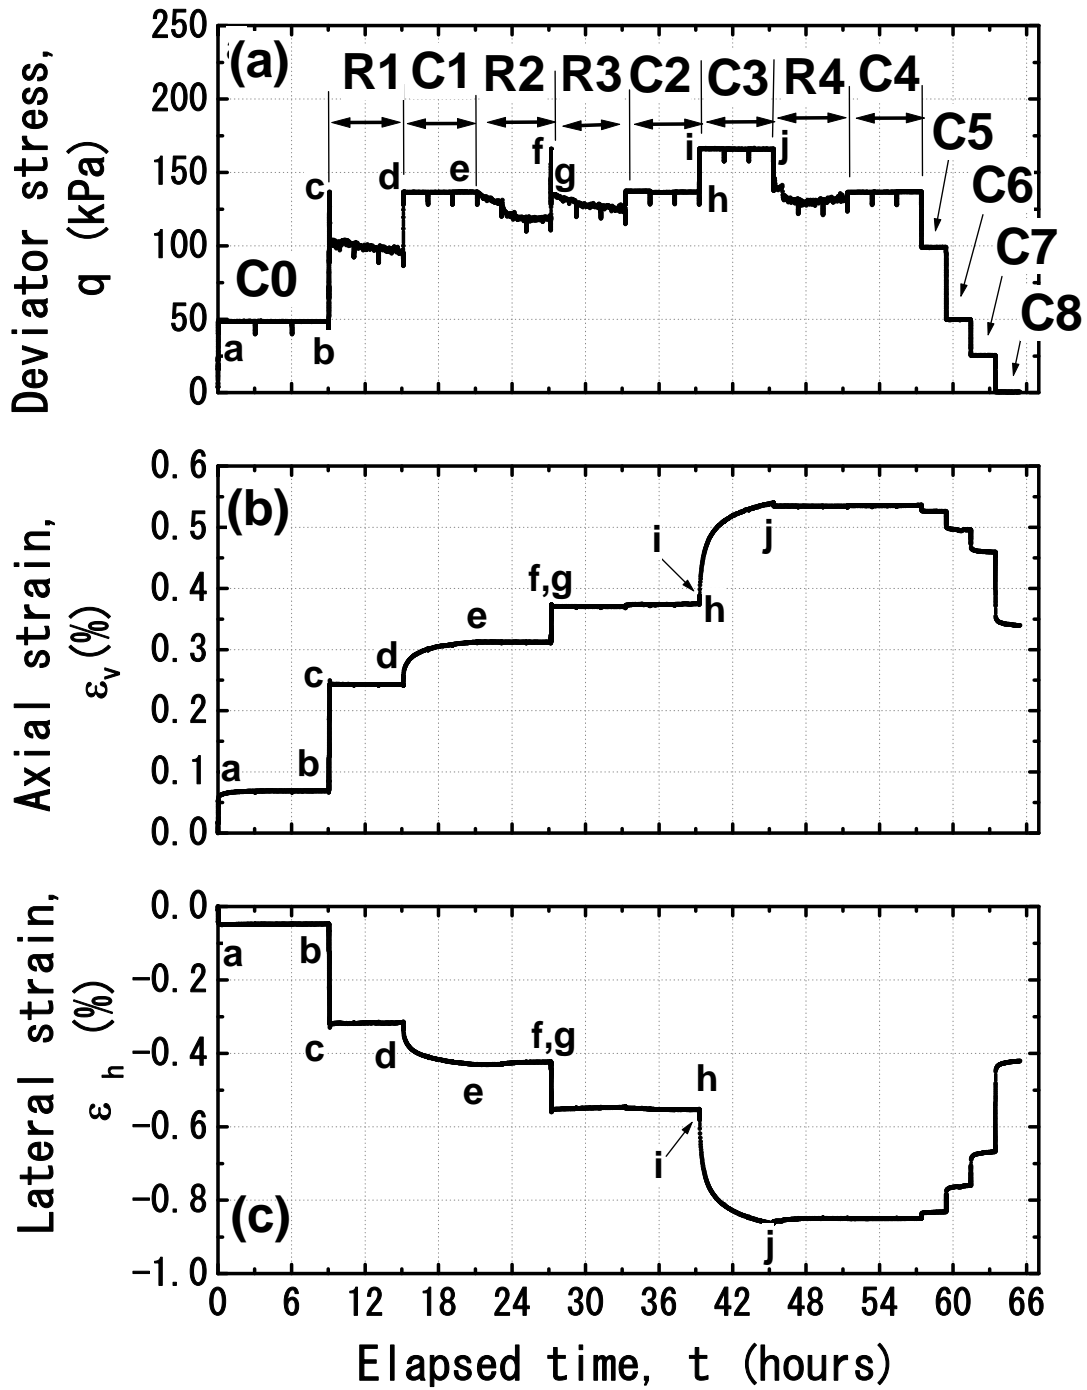 Deviator stress,
q (kPa)
250
200
150
100
50
0
(a)
R1 C1 R2 R3 C2 C3 R4 C4
C5
C6
C7
C8
C0
a
b
c
d
e
f
g
h
i
j
Axial strain,
εv (%)
0.6
0.5
0.4
0.3
0.2
0.1
0.0
(b)
a
b
c
d
e
f,g
h
i
j
Lateral strain,
εh (%)
0.0
-0.2
-0.4
-0.6
-0.8
-1.0
(c)
a
b
c
d
e
f,g
h
i
j
0 6 12 18 24 30 36 42 48 54 60 66
Elapsed time, t (hours)